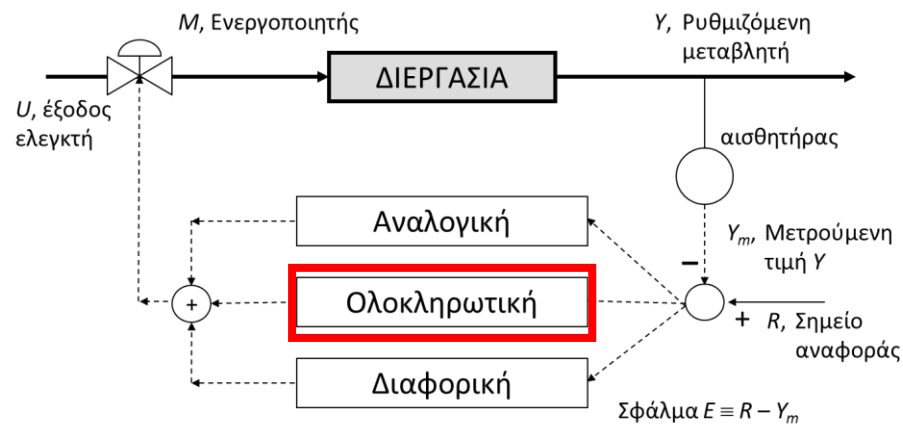 M, Ενεργοποιητής
Y, Ρυθμιζόμενη
μεταβλητή
ΔΙΕΡΓΑΣΙΑ
U, έξοδος
ελεγκτή
αισθητήρας
Αναλογική
Ym, Μετρούμενη
τιμή Y
–
Ολοκληρωτική
+
+ R, Σημείο
αναφοράς
Διαφορική
Σφάλμα E ≡ R – Ym